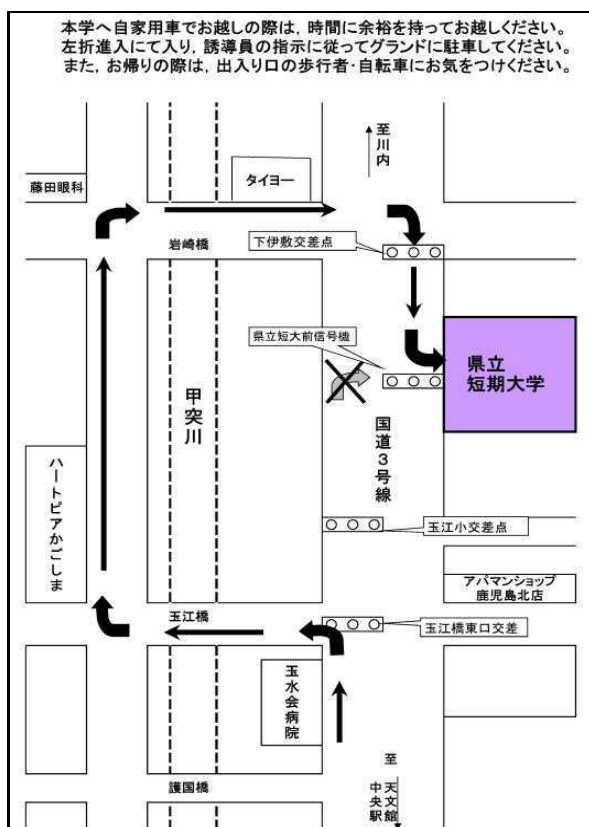 本学へ自家用車でお越しの際は，時間に余裕を持ってお越しください。
左折進入にて入り，誘導員の指示に従ってグランドに駐車してください。
また，お帰りの際は，出入り口の歩行者・自転車にお気をつけください。
至川内
タイヨー
藤田眼科
岩崎橋
下伊敷交差点
県立短大前信号機
県立
短期大学
甲突川
国道３号線
ハートピアかごしま
玉江小交差点
アパマンショップ
鹿児島北店
玉江橋
玉江橋東口交差
玉水会病院
護国橋
至
天文館
中央駅